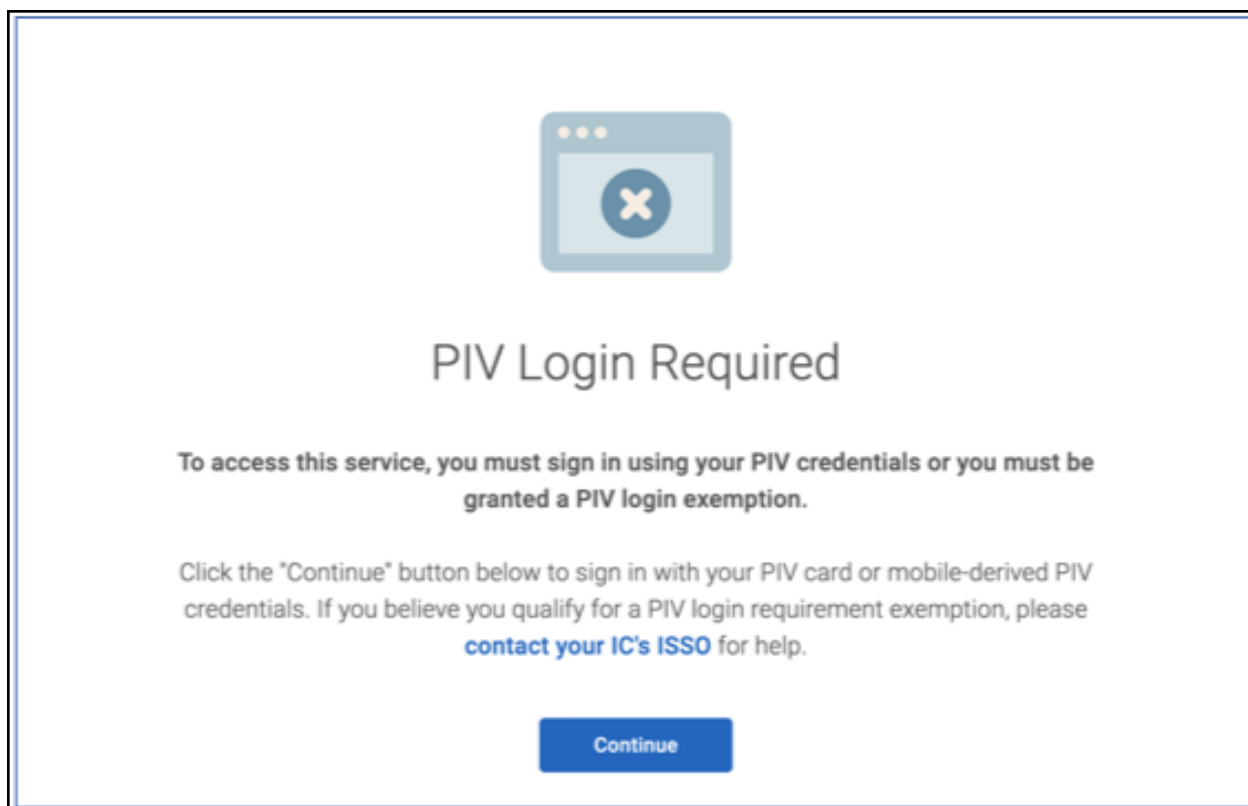 PIV Login Required
To access this service, you must sign in using your PIV credentials or you must be
granted a PIV login exemption.
Click the "Continue" button below to sign in with your PIV card or mobile-derived PIV
credentials. If you believe you qualify for a PIV login requirement exemption, please
contact your IC's ISSO for help.
Continue